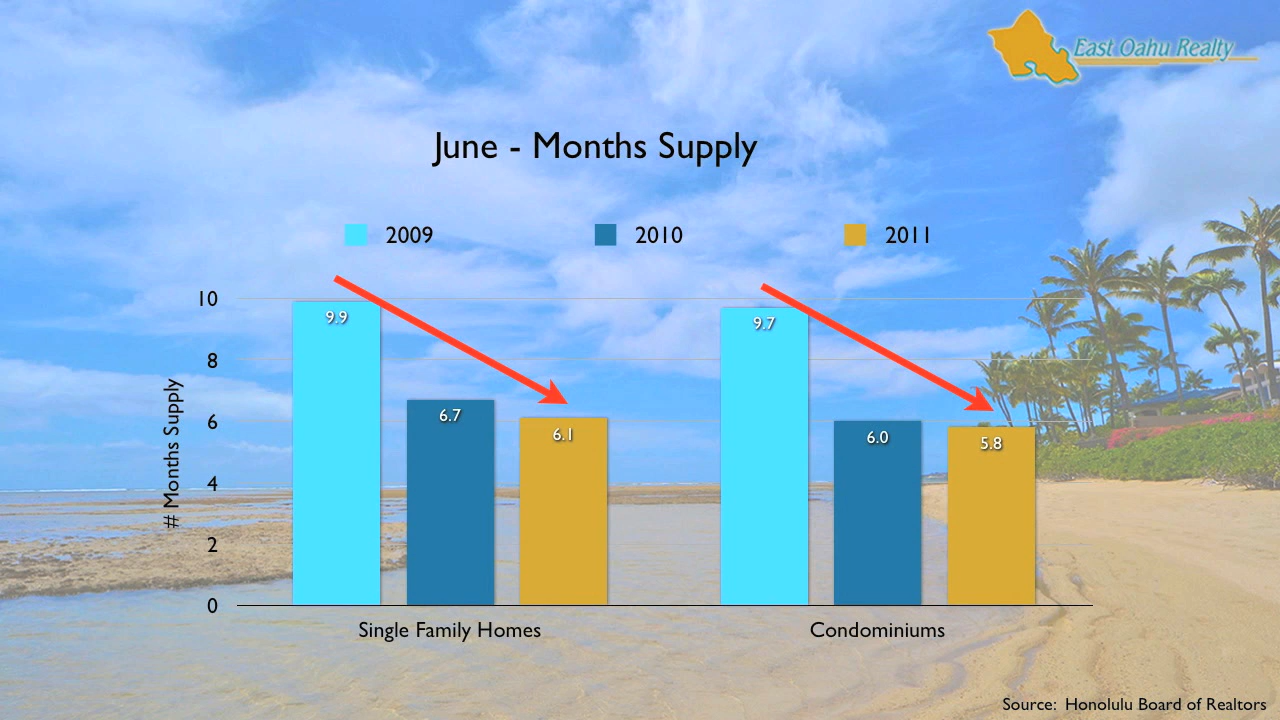 East Oahu Realty
June - Months Supply
2009 2010 2011
10
9.9
9.7
8
6.7
6.1
6.0
5.8
6
# Months Supply
4
2
0
Single Family Homes Condominiums
Source: Honolulu Board of Realtors